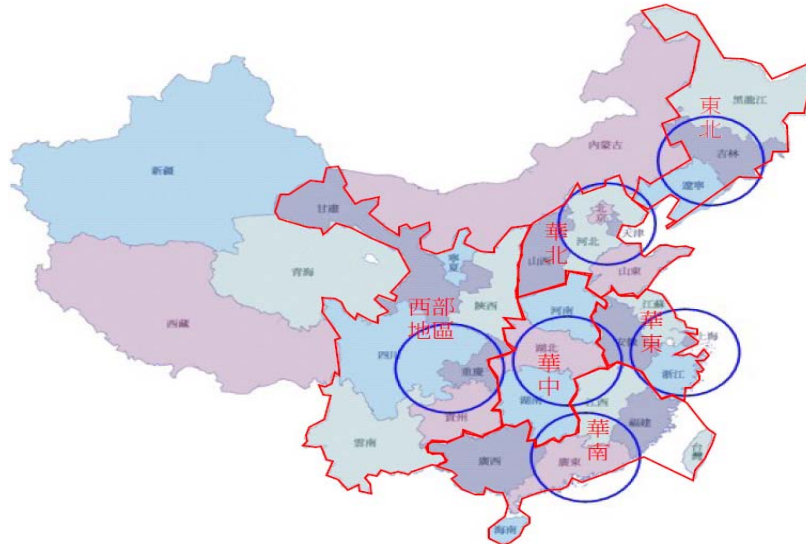 黑龍江
東北
吉林
內蒙古
遼寧
新疆
北京
甘肅
天津
華北
河北
山西
寧夏
山東
青海
陝西
西部
地區
河南
江蘇
華東
西藏
上海
四川
湖北
安徽
華中
重慶
浙江
湖南
江西
貴州
福建
華南
雲南
台灣
廣西
廣東
海南